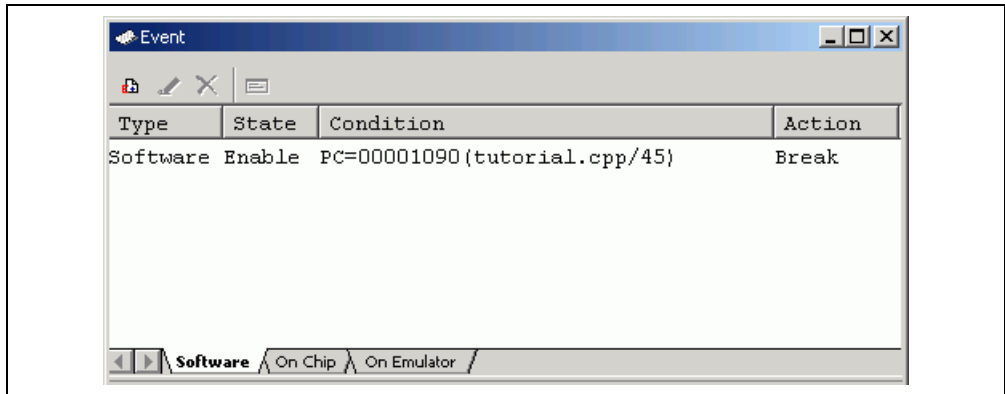 Event
Type State Condition Action
Software Enable PC=00001090(tutorial.cpp/45) Break
Software On Chip On Emulator